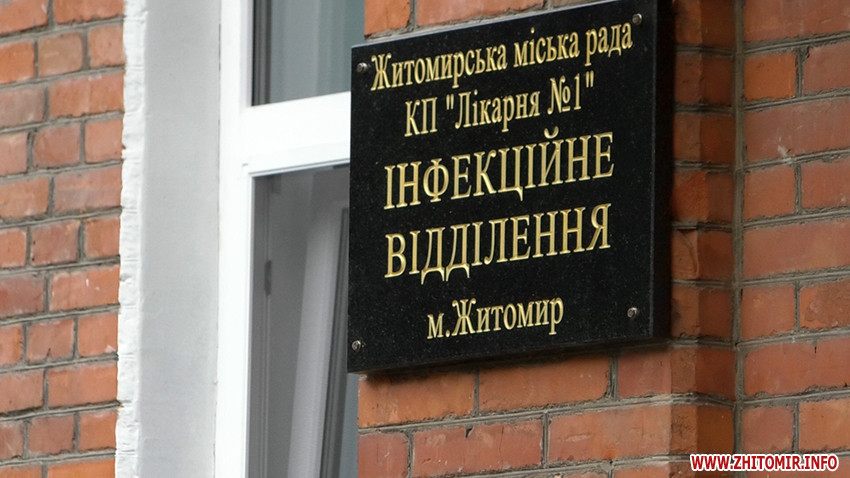 Житомирська міська рада
КП "Лікарня №1"
ІНФЕКЦІЙНЕ
ВІДДІЛЕННЯ
м.Житомир
WWW.ZHITOMIR.INFO